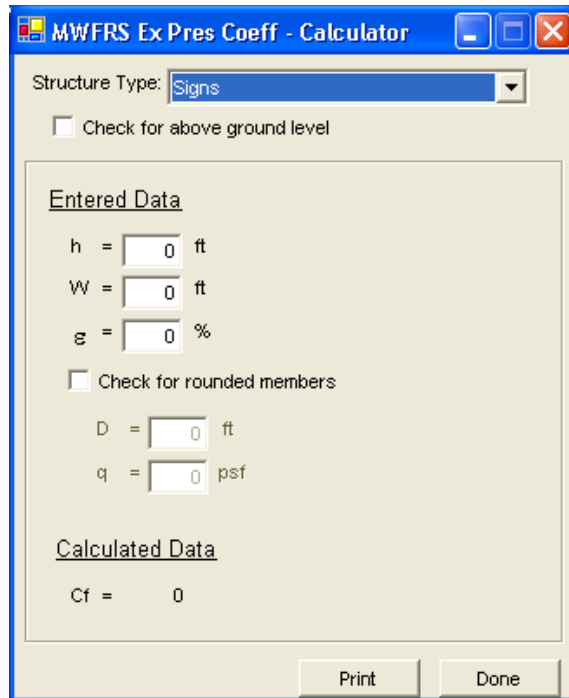 MWFRS Ex Pres Coeff - Calculator
Structure Type: Signs
Check for above ground level
Entered Data
h = 0 ft
W = 0 ft
ε = 0 %
Check for rounded members
D = 0 ft
q = 0 psf
Calculated Data
Cf = 0
Print Done